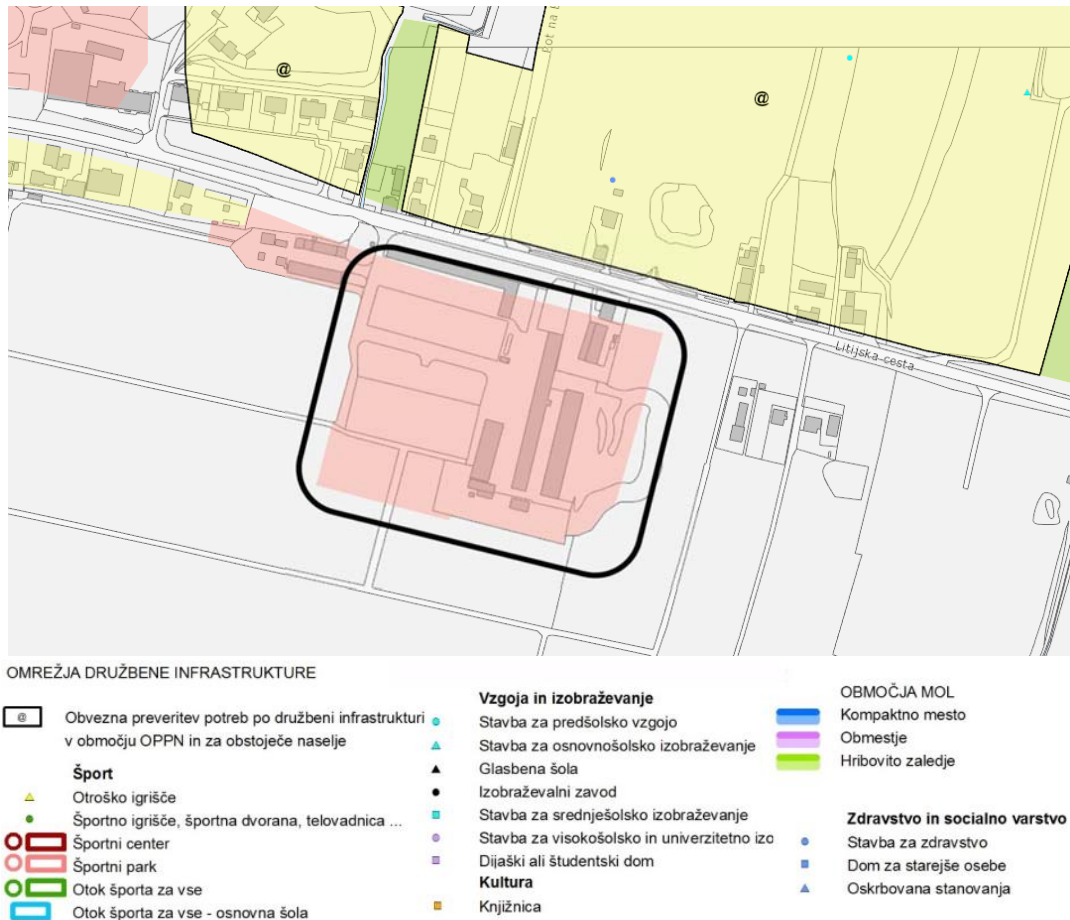 @
@
Litijska cesta
OMREŽJA DRUŽBENE INFRASTRUKTURE
@ Obvezna preveritev potreb po družbeni infrastrukturi
v območju OPPN in za obstoječe naselje
Šport
Otroško igrišče
Športno igrišče, športna dvorana, telovadnica ...
Športni center
Športni park
Otok športa za vse
Otok športa za vse - osnovna šola
Vzgoja in izobraževanje
Stavba za predšolsko vzgojo
Stavba za osnovnošolsko izobraževanje
Glasbena šola
Izobraževalni zavod
Stavba za srednješolsko izobraževanje
Stavba za visokošolsko in univerzitetno izo
Dijaški ali študentski dom
Kultura
Knjižnica
OBMOČJA MOL
Kompaktno mesto
Obmestje
Hribovito zaledje
Zdravstvo in socialno varstvo
Stavba za zdravstvo
Dom za starejše osebe
Oskrbovana stanovanja